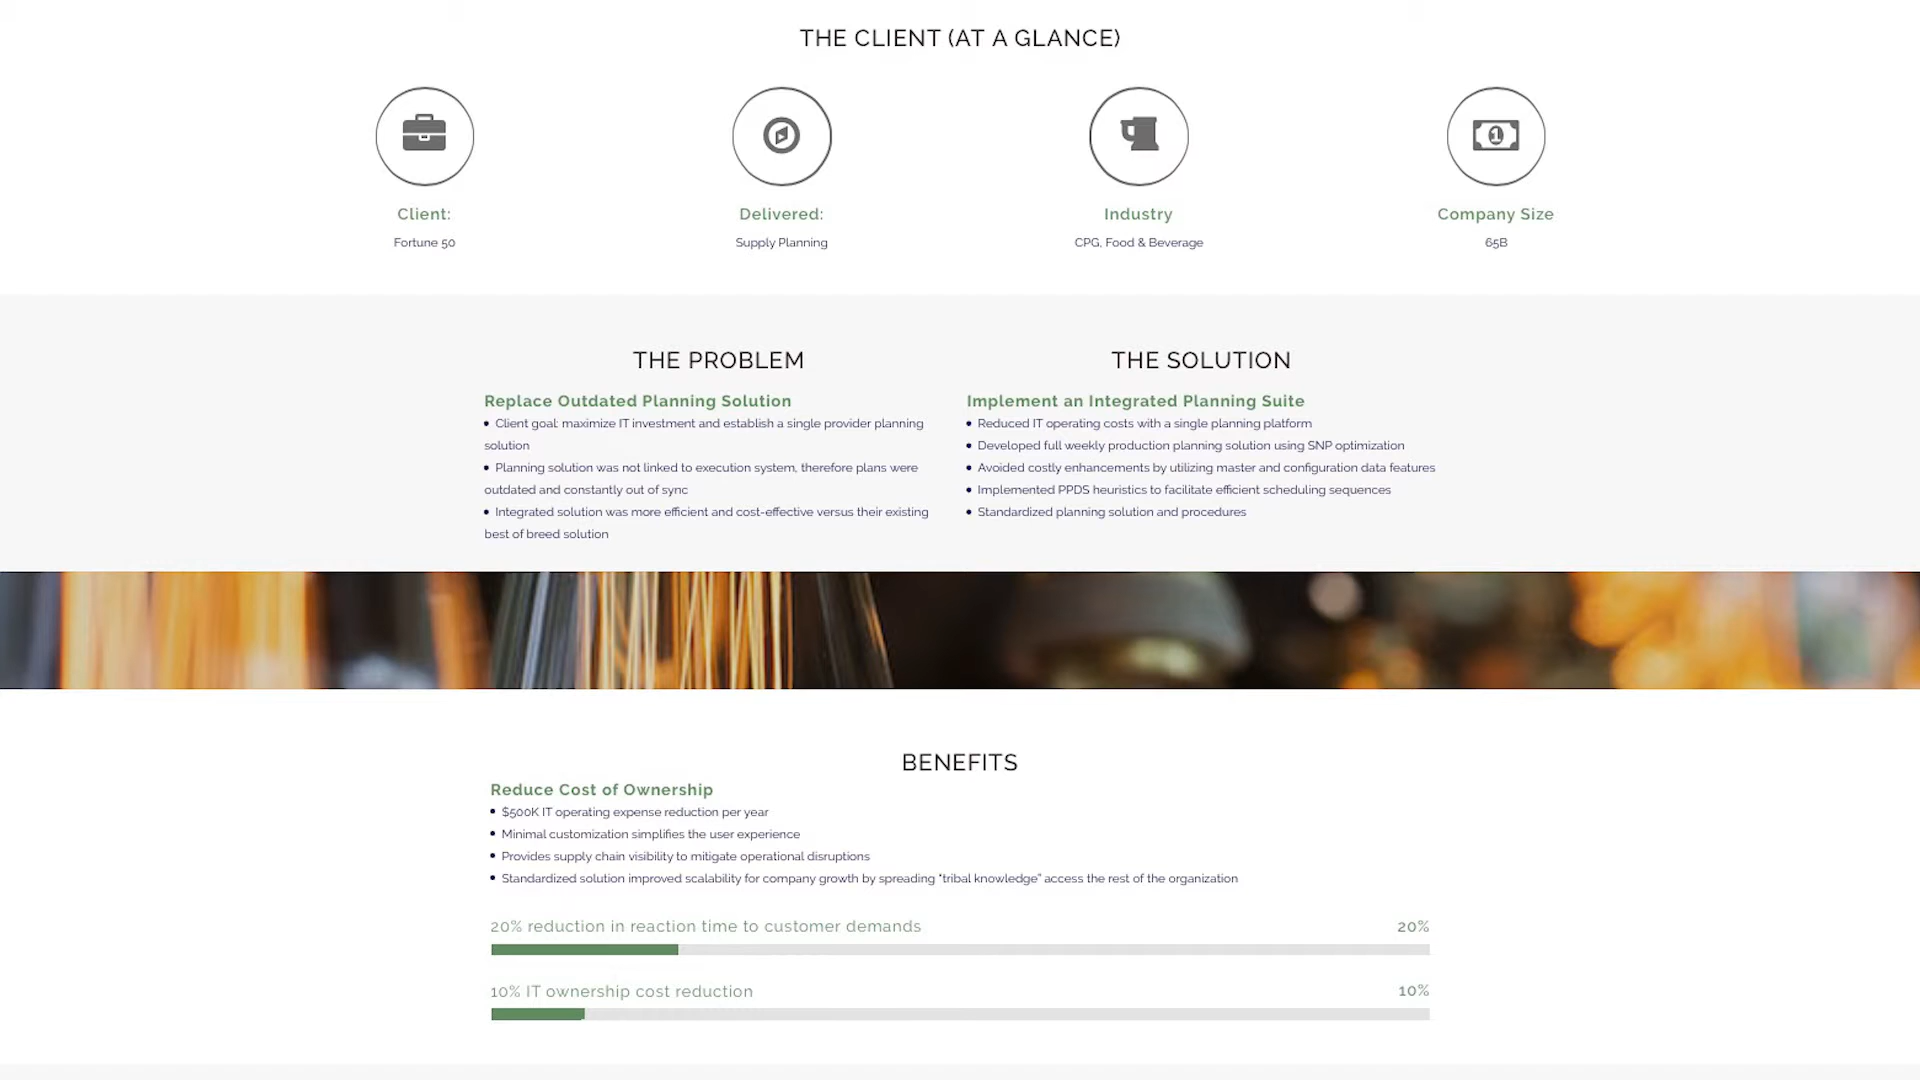 THE CLIENT (AT A GLANCE)
1
Client:
Fortune 50
Delivered:
Supply Planning
Industry
CPG, Food & Beverage
Company Size
65B
THE PROBLEM
Replace Outdated Planning Solution
• Client goal: maximize IT investment and establish a single provider planning
solution
• Planning solution was not linked to execution system, therefore plans were
outdated and constantly out of sync
• Integrated solution was more efficient and cost-effective versus their existing
best of breed solution
THE SOLUTION
Implement an Integrated Planning Suite
• Reduced IT operating costs with a single planning platform
• Developed full weekly production planning solution using SNP optimization
• Avoided costly enhancements by utilizing master and configuration data features
• Implemented PPDS heuristics to facilitate efficient scheduling sequences
• Standardized planning solution and procedures
BENEFITS
Reduce Cost of Ownership
• $500K IT operating expense reduction per year
• Minimal customization simplifies the user experience
• Provides supply chain visibility to mitigate operational disruptions
• Standardized solution improved scalability for company growth by spreading "tribal knowledge" access the rest of the organization
20% reduction in reaction time to customer demands 20%
10% IT ownership cost reduction 10%